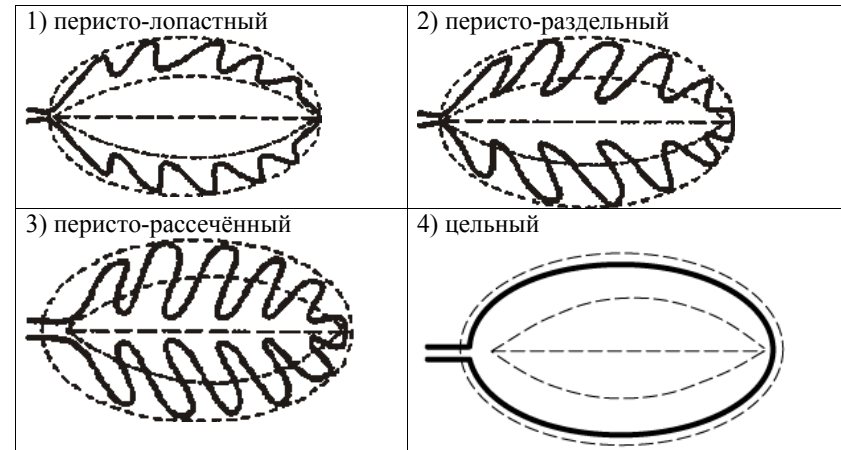 1) перисто-лопастный
2) перисто-раздельный
3) перисто-рассечённый
4) цельный